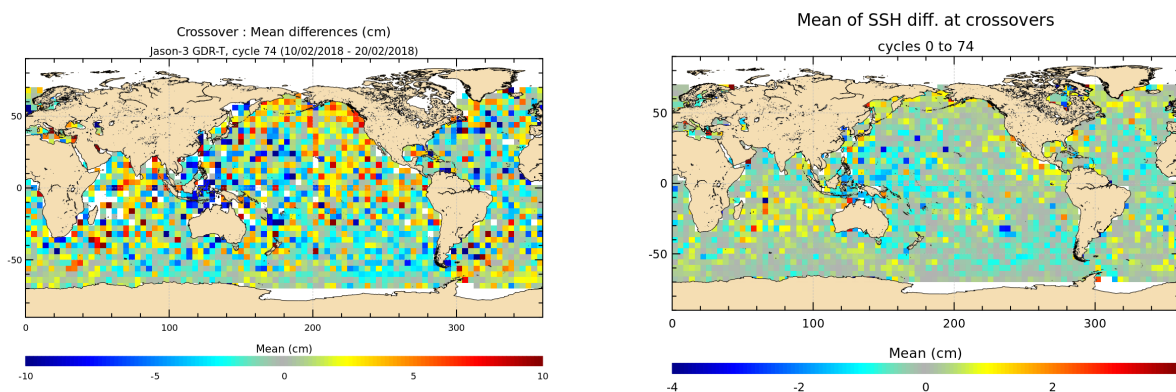 Crossover : Mean differences (cm)
Jason-3 GDR-T, cycle 74 (10/02/2018 - 20/02/2018)
50
0
-50
0 100 200 300
Mean (cm)
-10 -5 0 5 10
Mean of SSH diff. at crossovers
cycles 0 to 74
50
0
-50
0 100 200 300
Mean (cm)
-4 -2 0 2